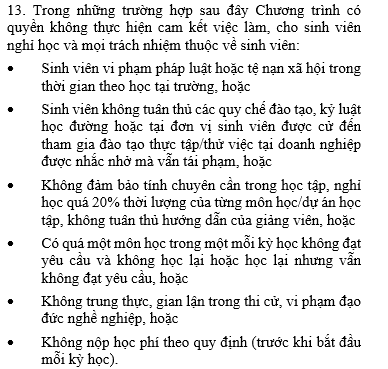 13. Trong những trường hợp sau đây Chương trình có
quyền không thực hiện cam kết việc làm, cho sinh viên
nghỉ học và mọi trách nhiệm thuộc về sinh viên:
• Sinh viên vi phạm pháp luật hoặc tệ nạn xã hội trong
thời gian theo học tại trường, hoặc
• Sinh viên không tuân thủ các quy chế đào tạo, kỷ luật
học đường hoặc tại đơn vị sinh viên được cử đến
tham gia đào tạo thực tập/thử việc tại doanh nghiệp
được nhắc nhở mà vẫn tái phạm, hoặc
• Không đảm bảo tính chuyên cần trong học tập, nghỉ
học quá 20% thời lượng của từng môn học/dự án học
tập, không tuân thủ hướng dẫn của giảng viên, hoặc
• Có quá một môn học trong một mỗi kỳ học không đạt
yêu cầu và không học lại hoặc học lại nhưng vẫn
không đạt yêu cầu, hoặc
• Không trung thực, gian lận trong thi cử, vi phạm đạo
đức nghề nghiệp, hoặc
• Không nộp học phí theo quy định (trước khi bắt đầu
mỗi kỳ học).